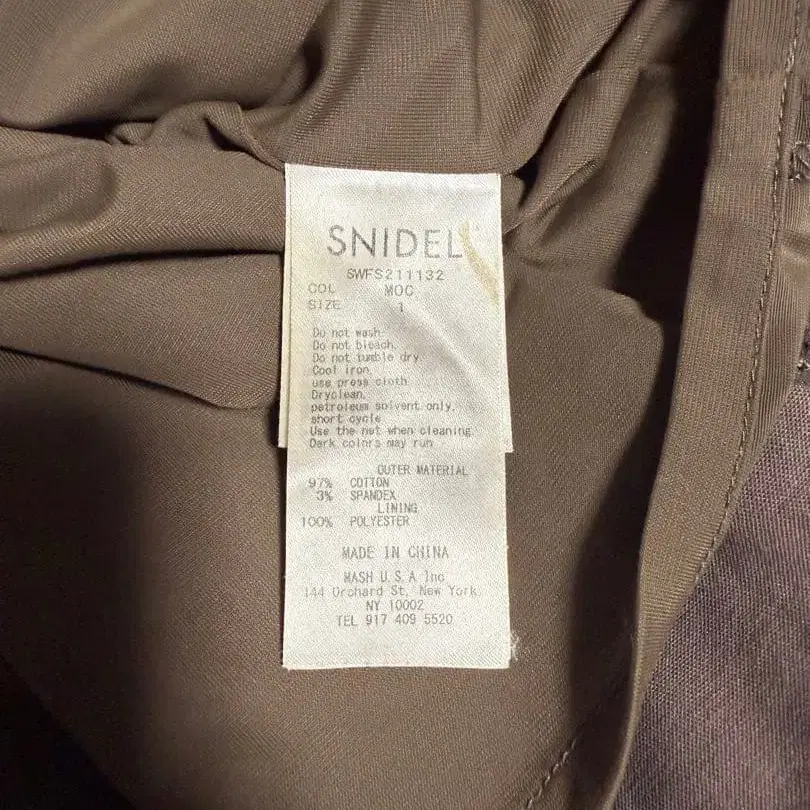 SNIDEL
SWFS211132
COL MOC
SIZE 1
Do not wash.
Do not bleach.
Do not tumble dry
Cool iron,
use press cloth
Dryclean,
petroleum solvent only,
short cycle
Use the net when cleaning
Dark colors may run
OUTER MATERIAL
97% COTTON
3% SPANDEX
LINING
100% POLYESTER
MADE IN CHINA
MASH U.S.A Inc
144 Orchard St, New York
NY 10002
TEL 917 409 5520